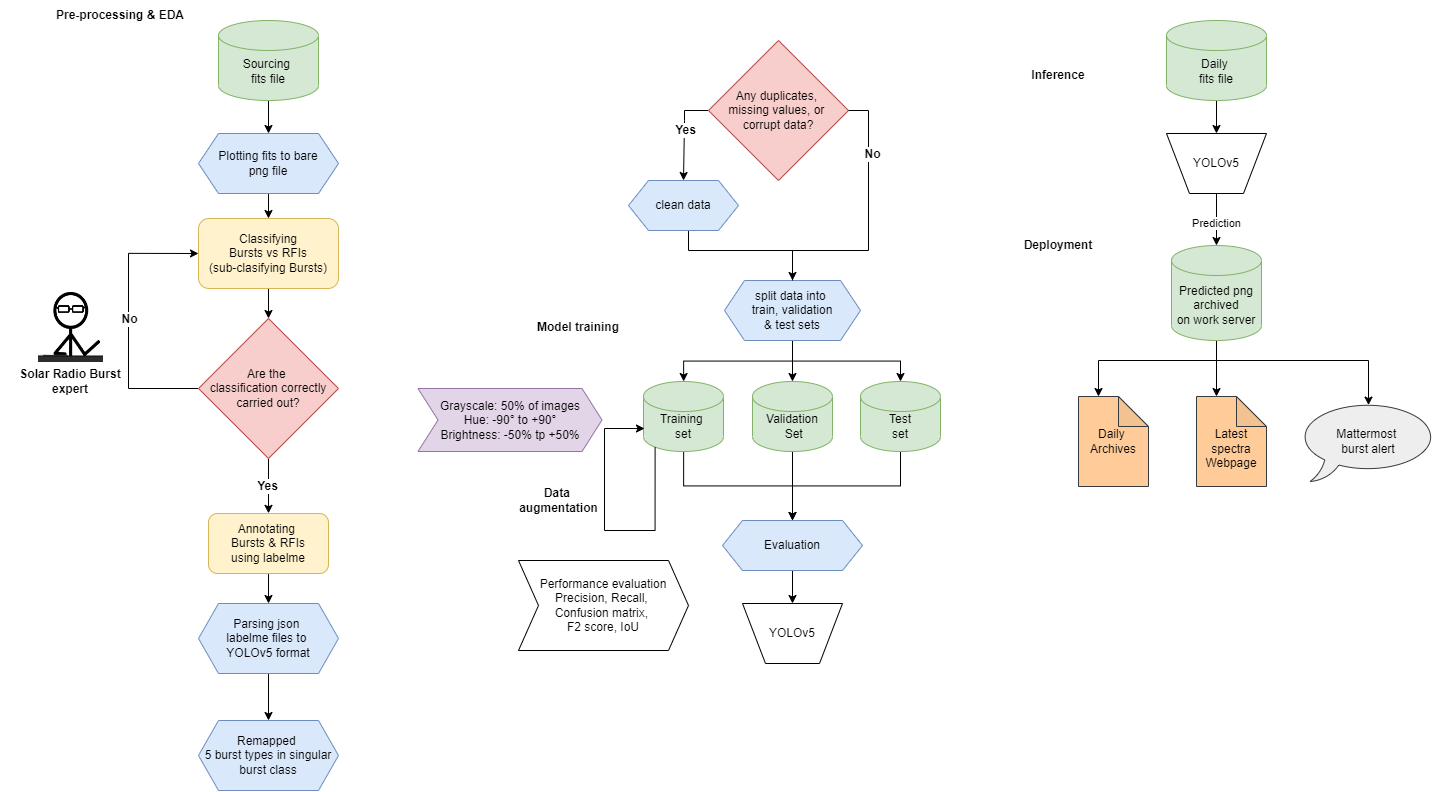 Pre-processing & EDA
Sourcing
fits file
Plotting fits to bare
png file
Classifying
Bursts vs RFIs
(sub-clasifying Bursts)
No
Solar Radio Burst
expert
Are the
classification correctly
carried out?
Yes
Annotating
Bursts & RFIs
using labelme
Parsing json
labelme files to
YOLOv5 format
Remapped
5 burst types in singular
burst class
Any duplicates,
missing values, or
corrupt data?
Yes
No
clean data
split data into
train, validation
& test sets
Model training
Grayscale: 50% of images
Hue: -90° to +90°
Brightness: -50% tp +50%
Training
set
Validation
Set
Test
set
Data
augmentation
Evaluation
Performance evaluation
Precision, Recall,
Confusion matrix,
F2 score, IoU
YOLOv5
Inference
Daily
fits file
YOLOv5
Prediction
Deployment
Predicted png
archived
on work server
Daily
Archives
Latest
spectra
Webpage
Mattermost
burst alert